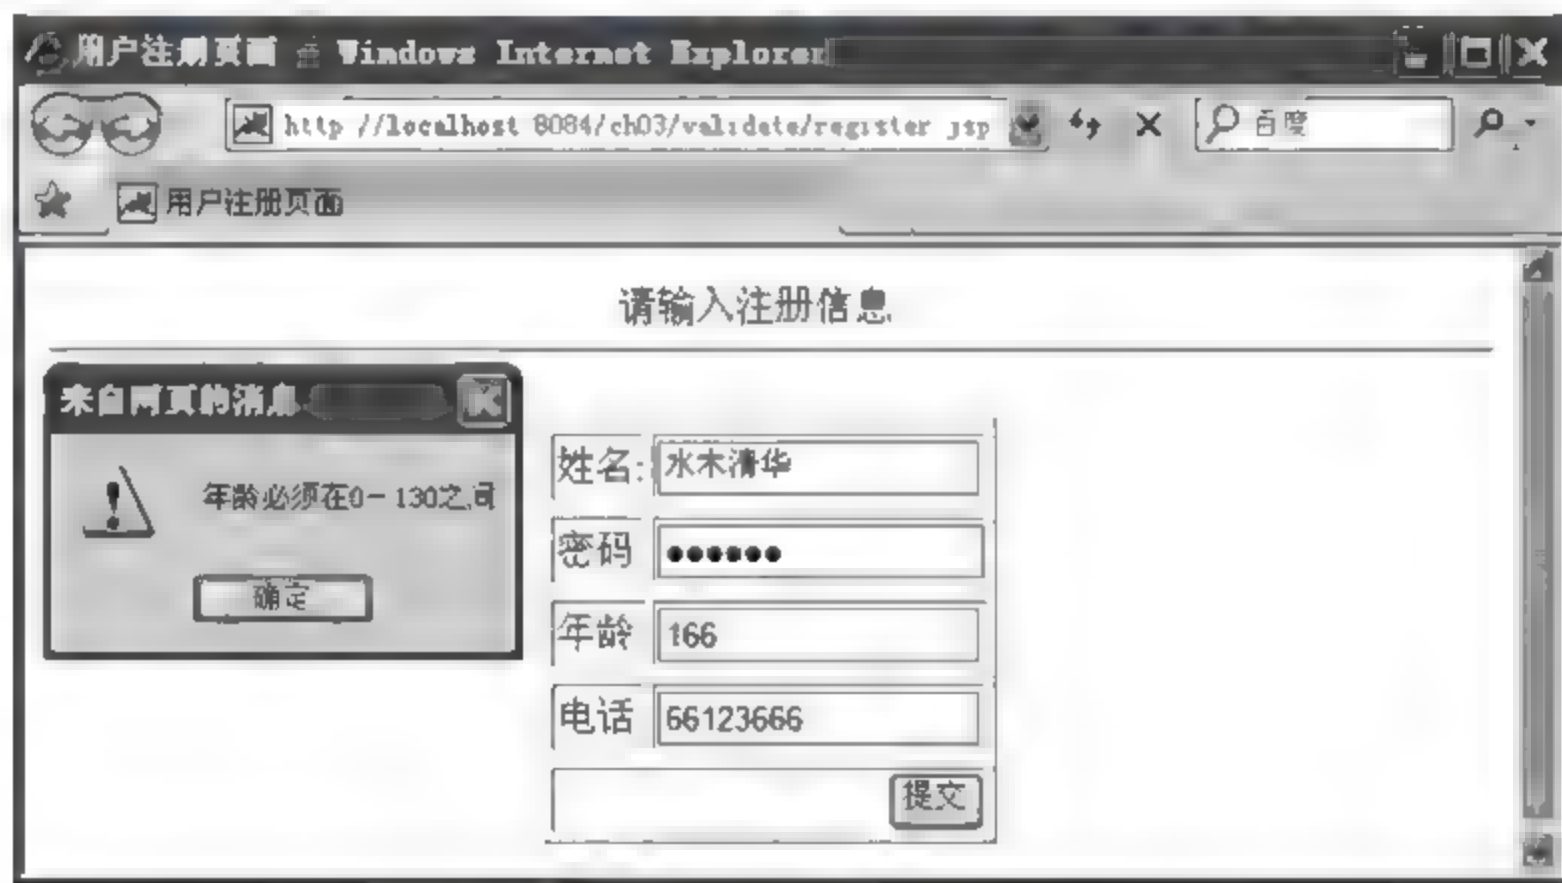 用户注册页面 - Windows Internet Explorer
http //localhost 8084/ch03/validate/register jsp
百度
用户注册页面
请输入注册信息
来自网页的消息
年龄必须在0-130之间
确定
姓名: 水木清华
密码 ●●●●●●
年龄 166
电话 66123666
提交